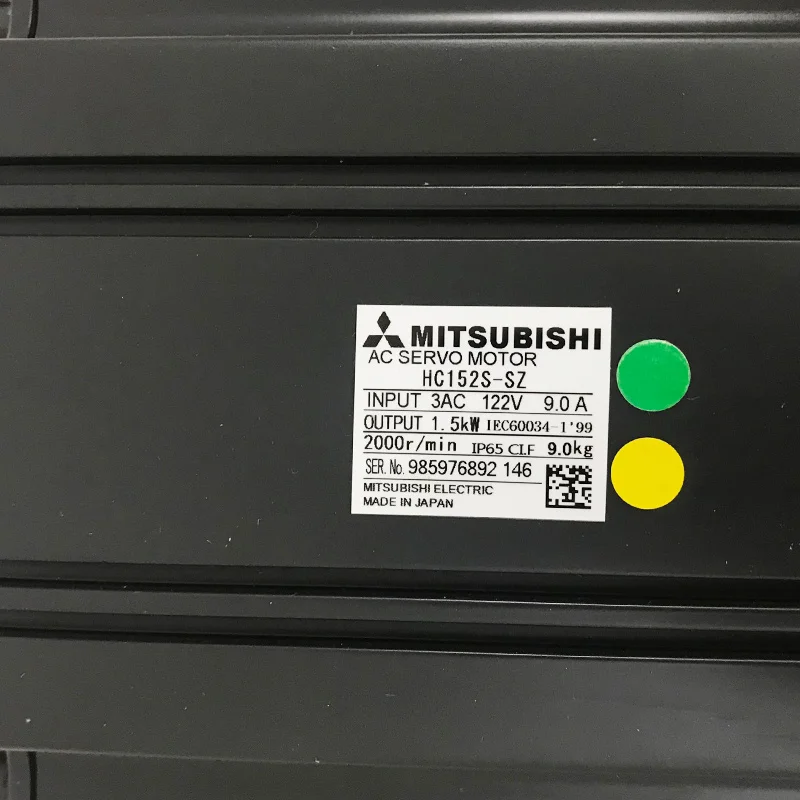 MITSUBISHI
AC SERVO MOTOR
HC152S-SZ
INPUT 3AC 122V 9.0 A
OUTPUT 1.5kW IEC60034-1'99
2000r/min IP65 CI.F 9.0kg
SER. No. 985976892 146
MITSUBISHI ELECTRIC
MADE IN JAPAN